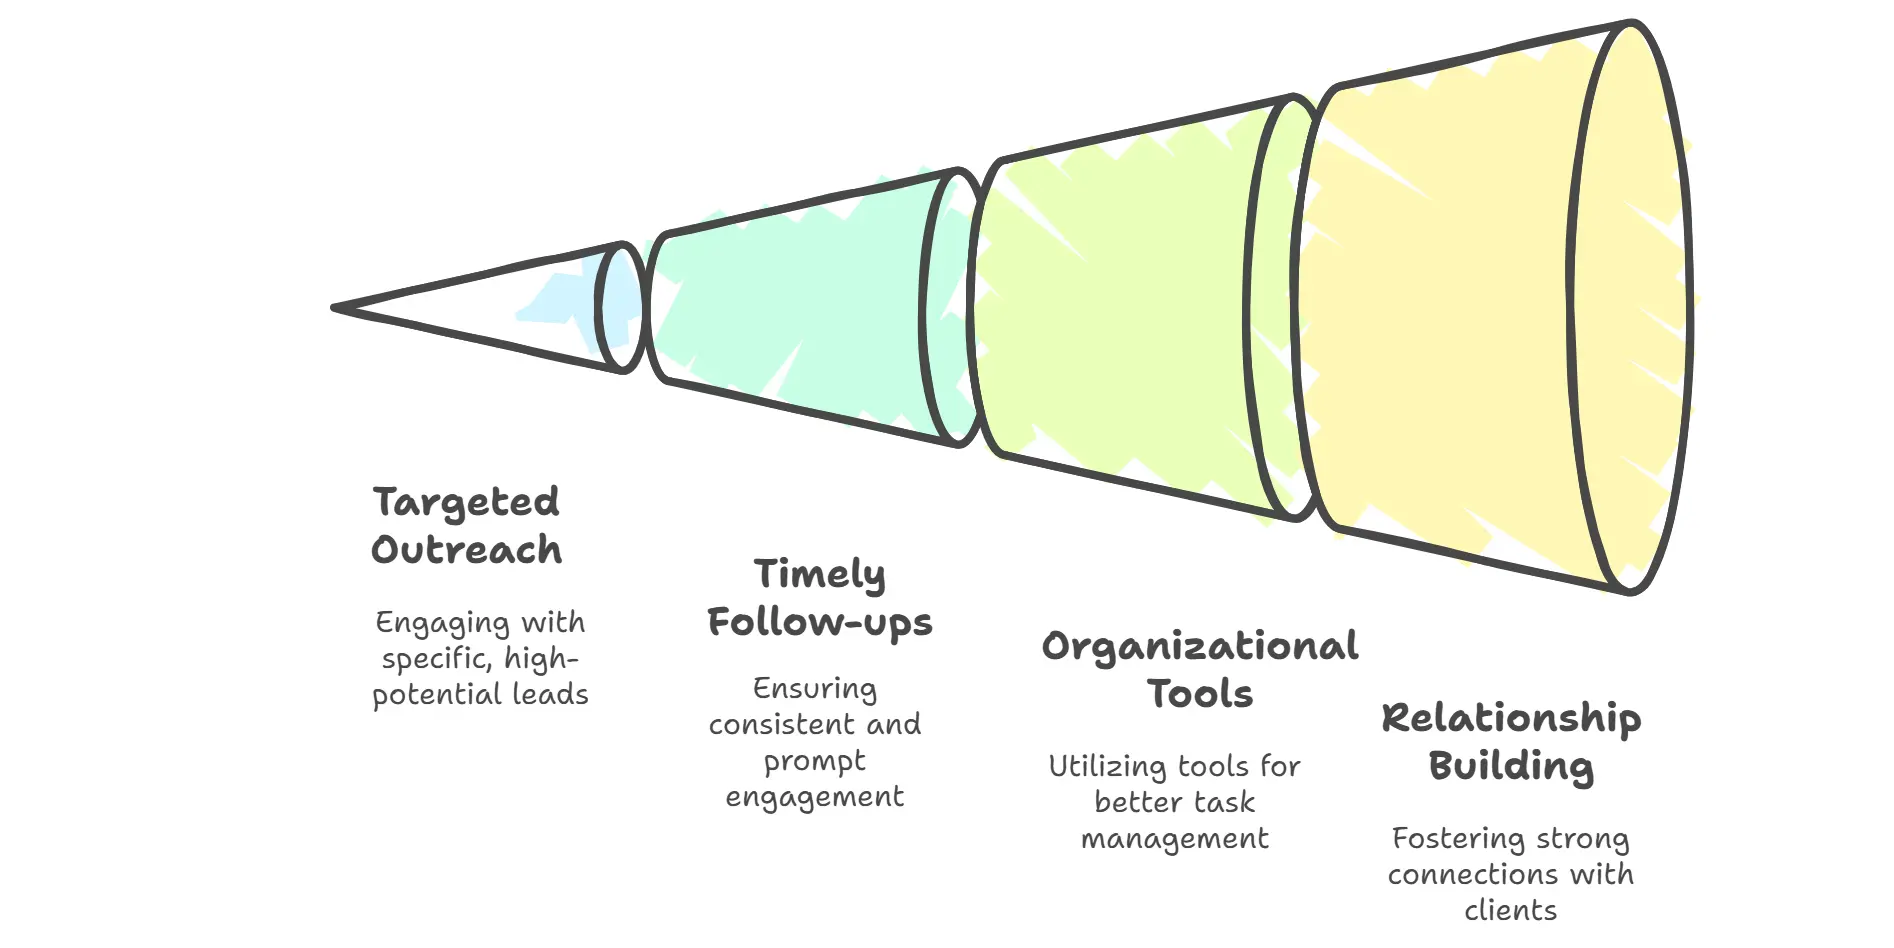 Targeted
Outreach
Engaging with
specific, high-
potential leads
Timely
Follow-ups
Ensuring
consistent and
prompt
engagement
Organizational
Tools
Utilizing tools for
better task
management
Relationship
Building
Fostering strong
connections with
clients